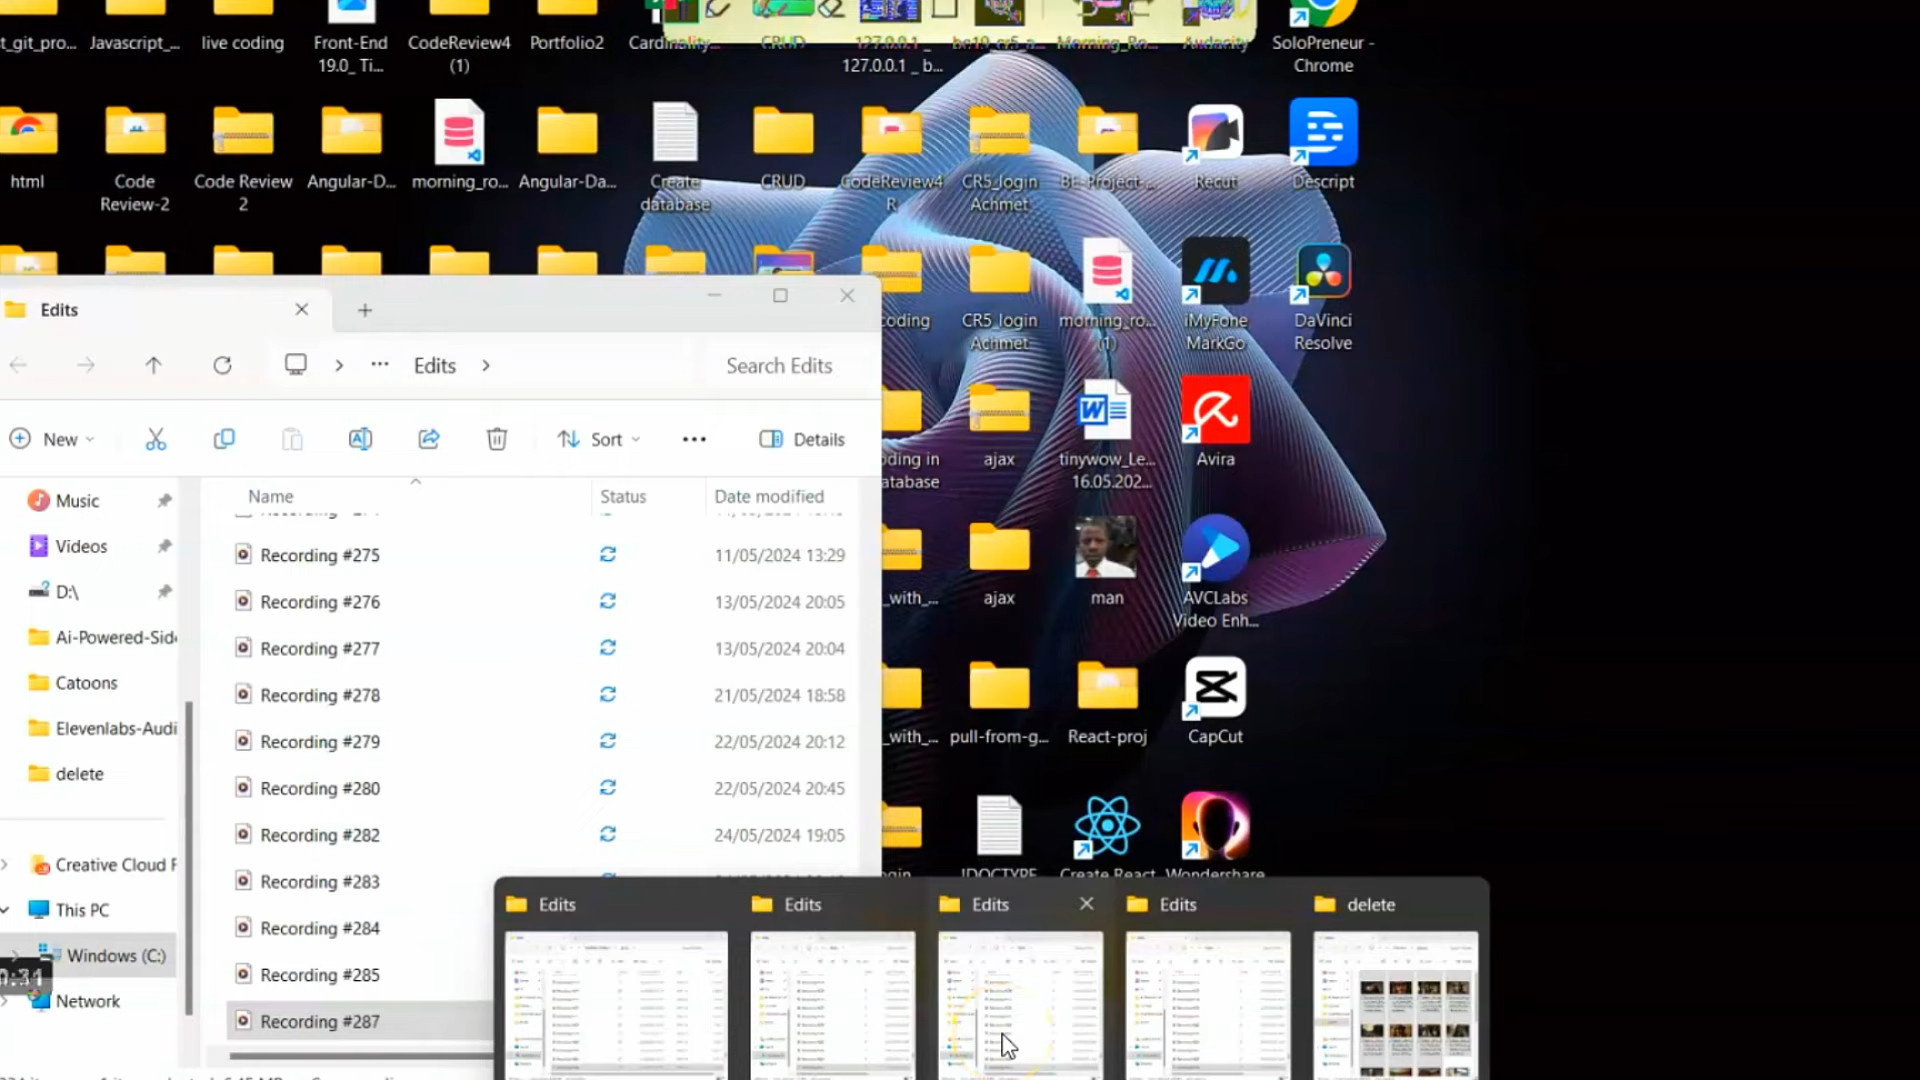 t_git_pro...
Javascript_...
live coding
Front-End
19.0_ Ti...
CodeReview4
(1)
Portfolio2
Cardinality...
CRUD
127.0.0.1 _
127.0.0.1 _ b...
be19_cr5_a...
Morning_Ro...
Audacity
SoloPreneur -
Chrome
html
Code
Review-2
Code Review
2
Angular-D...
morning_ro...
Angular-Da...
Create
database
CRUD
CodeReview4
R
CR5_login
Achmet
BE-Project-...
Recut
Descript
oding
CR5_login
Achmet
morning_ro...
(1)
iMyFone
MarkGo
DaVinci
Resolve
oding in
atabase
ajax
tinywow_Le...
16.05.202...
Avira
_with_...
ajax
man
AVCLabs
Video Enh...
_with_...
pull-from-g...
React-proj
CapCut
ogin
!DOCTYPE
Create React
Wondershare
Edits
Edits
Search Edits
New
Sort
Details
Name
Status
Date modified
Music
Videos
D:\
Ai-Powered-Sid
Catoons
Elevenlabs-Audi
delete
Creative Cloud F
This PC
Windows (C:)
Network
0:31
Recording #275 11/05/2024 13:29
Recording #276 13/05/2024 20:05
Recording #277 13/05/2024 20:04
Recording #278 21/05/2024 18:58
Recording #279 22/05/2024 20:12
Recording #280 22/05/2024 20:45
Recording #282 24/05/2024 19:05
Recording #283
Recording #284
Recording #285
Recording #287
Edits
Edits
Edits
Edits
delete